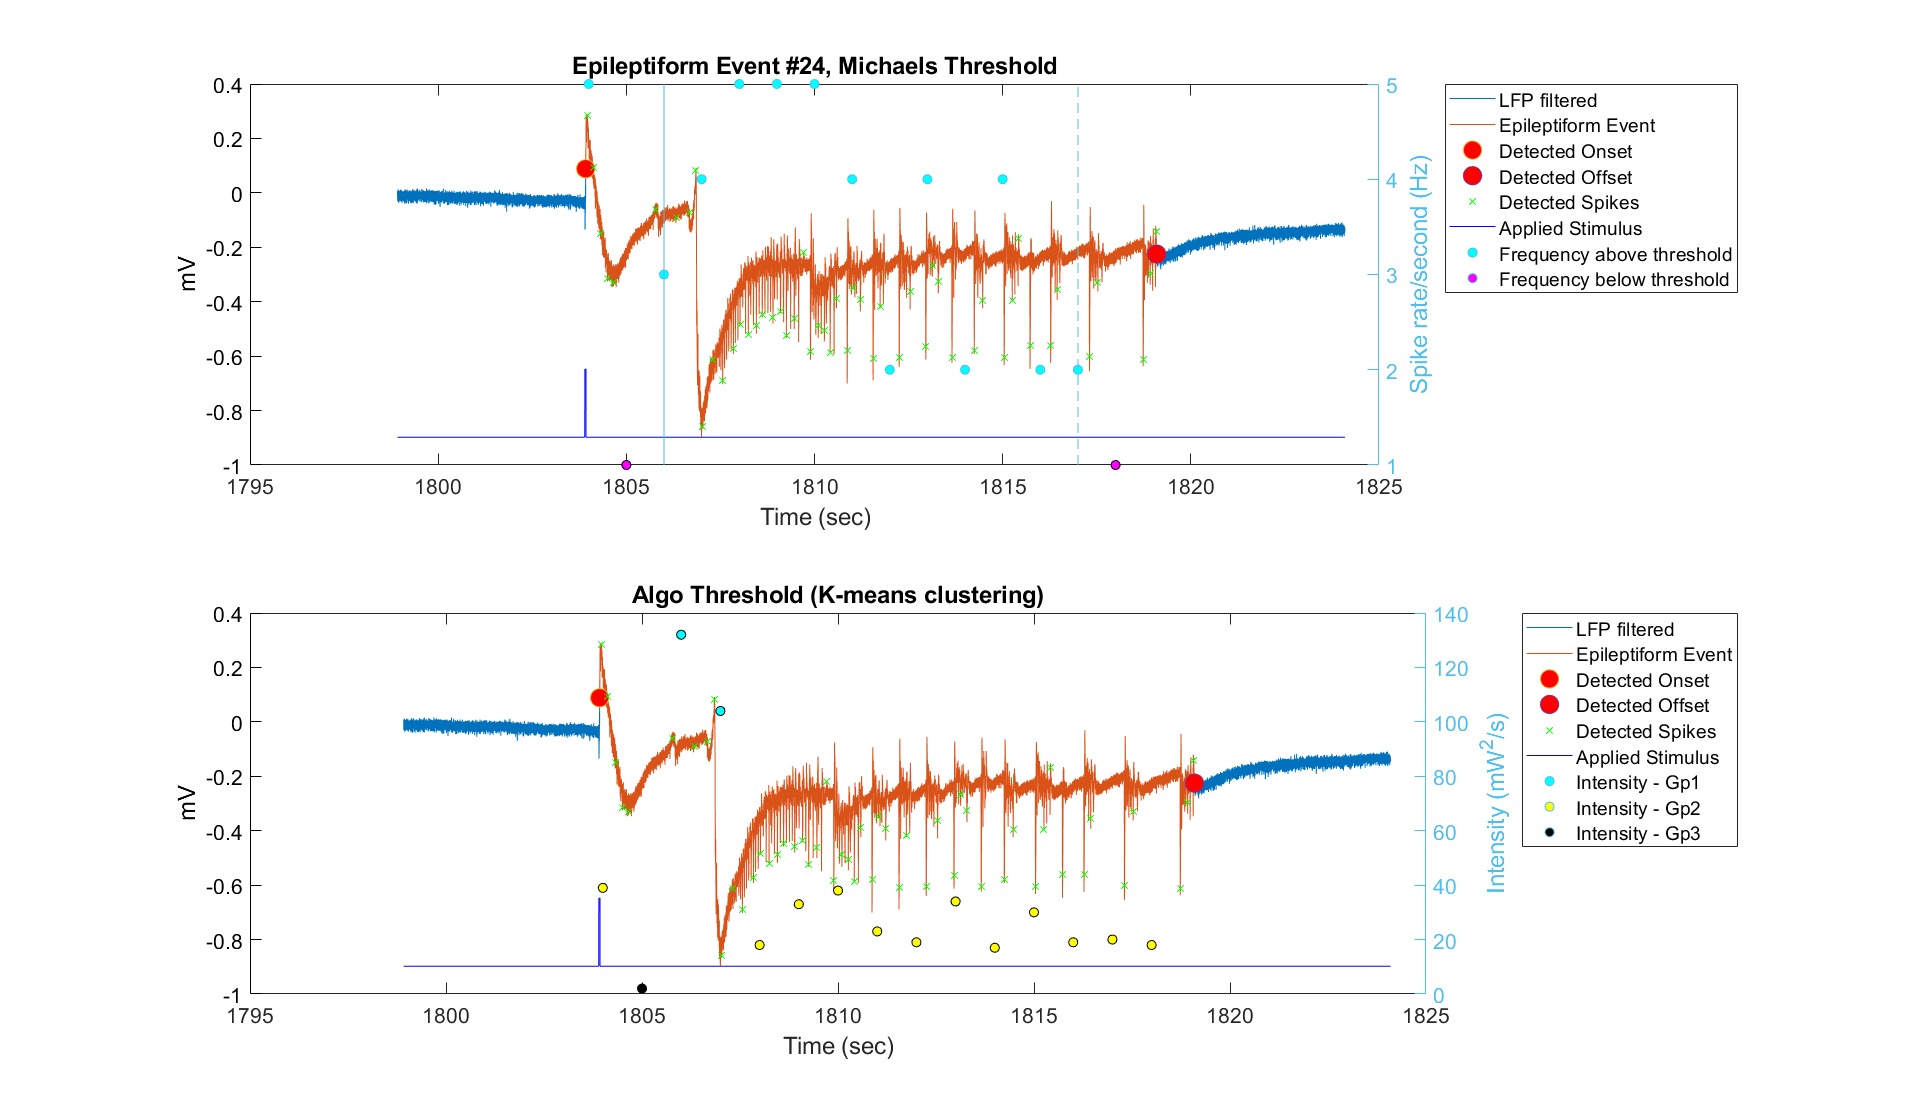 Epileptiform Event #24, Michaels Threshold
0.4
0.2
0
-0.2
-0.4
-0.6
-0.8
-1
mV
1795
1800
1805
1810
1815
1820
1825
Time (sec)
5
4
3
2
1
Spike rate/second (Hz)
LFP filtered
Epileptiform Event
Detected Onset
Detected Offset
Detected Spikes
Applied Stimulus
Frequency above threshold
Frequency below threshold
Algo Threshold (K-means clustering)
0.4
0.2
0
-0.2
-0.4
-0.6
-0.8
-1
mV
1795
1800
1805
1810
1815
1820
1825
Time (sec)
140
120
100
80
60
40
20
0
Intensity (mW²/s)
LFP filtered
Epileptiform Event
Detected Onset
Detected Offset
Detected Spikes
Applied Stimulus
Intensity - Gp1
Intensity - Gp2
Intensity - Gp3